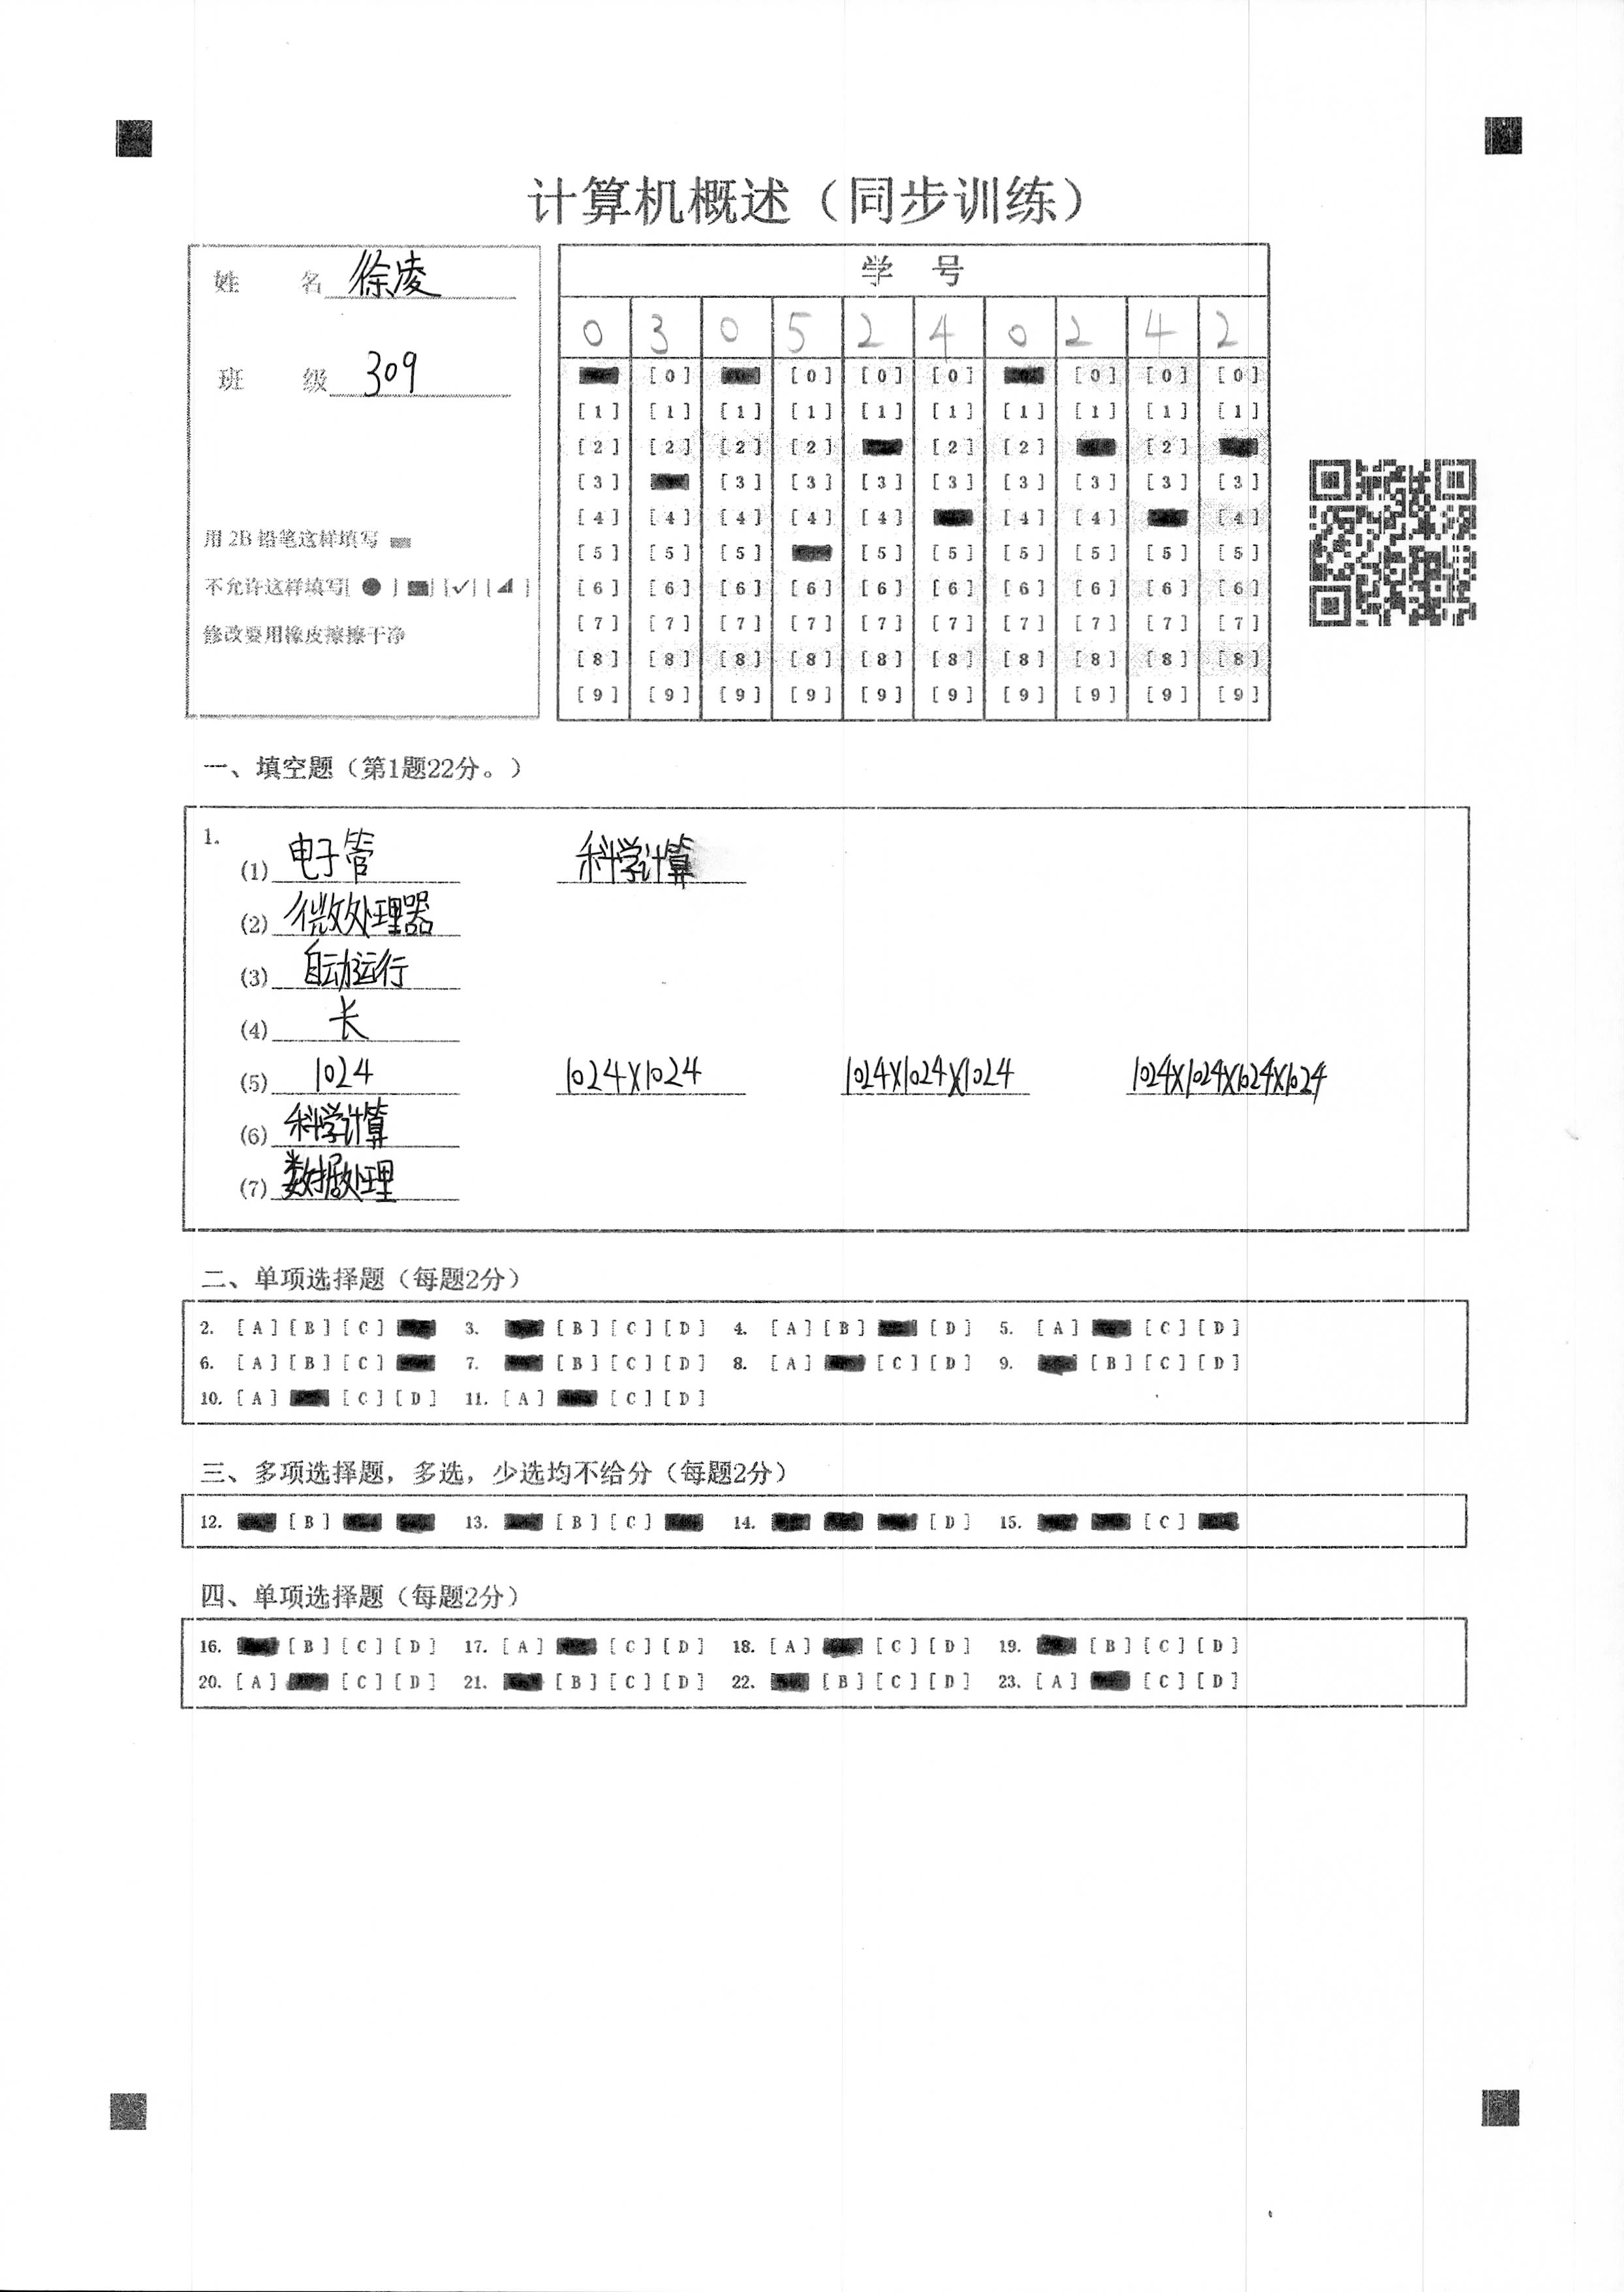 计算机概述（同步训练）
姓 名 徐凌
班 级 309
用 2B 铅笔这样填写
不允许这样填写[ ● ] [ ■ ] [✓] [ ◢ ]
修改要用橡皮擦擦干净
学 号
0 3 0 5 2 4 0 2 4 2
[0] [0] [0] [0] [0] [0]
[1] [1] [1] [1] [1] [1] [1] [1] [1] [1]
[2] [2] [2] [2] [2] [2] [2]
[3] [3] [3] [3] [3] [3] [3] [3] [3]
[4] [4] [4] [4] [4] [4] [4] [4]
[5] [5] [5] [5] [5] [5] [5] [5] [5]
[6] [6] [6] [6] [6] [6] [6] [6] [6] [6]
[7] [7] [7] [7] [7] [7] [7] [7] [7] [7]
[8] [8] [8] [8] [8] [8] [8] [8] [8] [8]
[9] [9] [9] [9] [9] [9] [9] [9] [9] [9]
一、填空题（第1题22分。）
1.
(1) 电子管 科学计算
(2) 微处理器
(3) 自动运行
(4) 长
(5) 1024 1024×1024 1024×1024×1024 1024×1024×1024×1024
(6) 科学计算
(7) 数据处理
二、单项选择题（每题2分）
2. [A] [B] [C] 3. [B] [C] [D] 4. [A] [B] [D] 5. [A] [C] [D]
6. [A] [B] [C] 7. [B] [C] [D] 8. [A] [C] [D] 9. [B] [C] [D]
10. [A] [C] [D] 11. [A] [C] [D]
三、多项选择题，多选，少选均不给分（每题2分）
12. [B] 13. [B] [C] 14. [D] 15. [C]
四、单项选择题（每题2分）
16. [B] [C] [D] 17. [A] [C] [D] 18. [A] [C] [D] 19. [B] [C] [D]
20. [A] [C] [D] 21. [B] [C] [D] 22. [B] [C] [D] 23. [A] [C] [D]